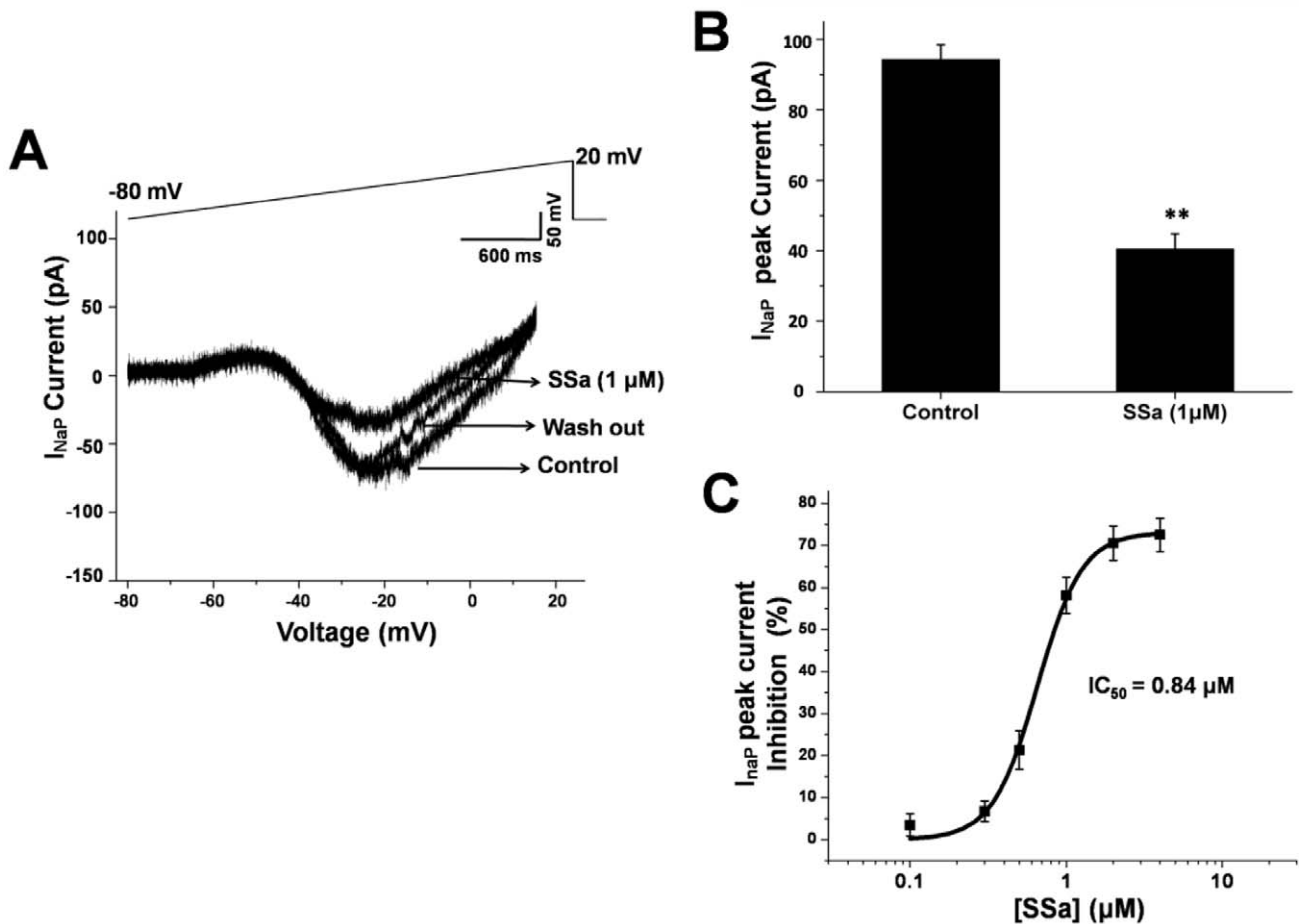 A
-80 mV
20 mV
50 mV
600 ms
I_NaP Current (pA)
100
50
0
-50
-100
-150
SSa (1 μM)
Wash out
Control
-80
-60
-40
-20
0
20
Voltage (mV)
B
I_NaP peak Current (pA)
100
80
60
40
20
0
**
Control
SSa (1μM)
C
I_naP peak current
Inhibition (%)
80
70
60
50
40
30
20
10
0
IC50 = 0.84 μM
0.1
1
10
[SSa] (μM)